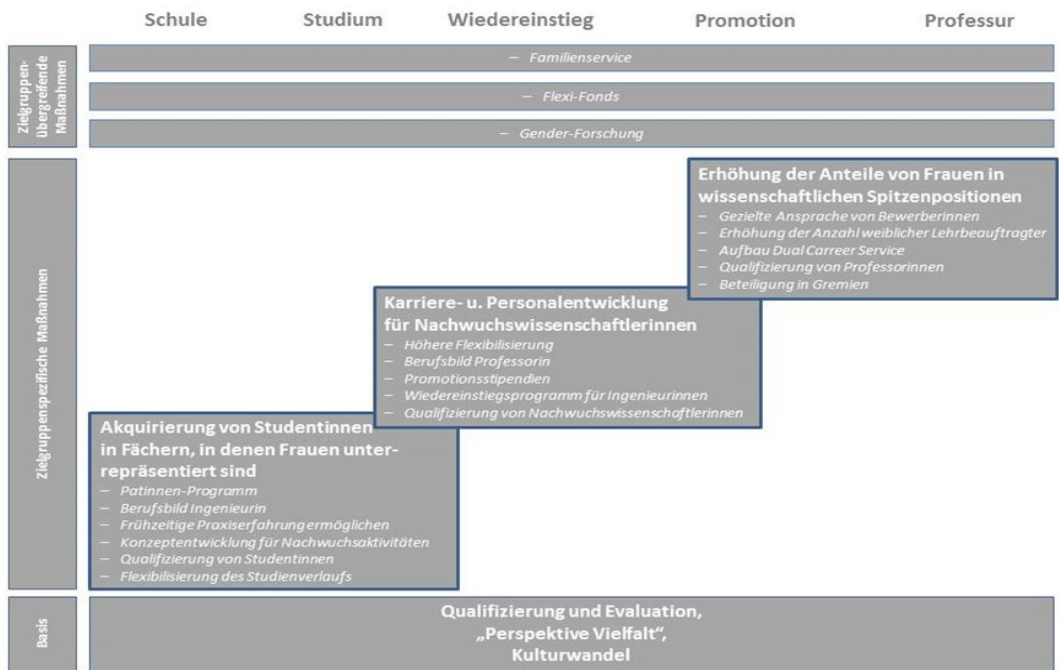 Schule Studium Wiedereinstieg Promotion Professur
Zielgruppen-
übergreifende
Maßnahmen
– Familienservice
– Flexi-Fonds
– Gender-Forschung
Zielgruppenspezifische Maßnahmen
Erhöhung der Anteile von Frauen in
wissenschaftlichen Spitzenpositionen
– Gezielte Ansprache von Bewerberinnen
– Erhöhung der Anzahl weiblicher Lehrbeauftragter
– Aufbau Dual Carreer Service
– Qualifizierung von Professorinnen
– Beteiligung in Gremien
Karriere- u. Personalentwicklung
für Nachwuchswissenschaftlerinnen
– Höhere Flexibilisierung
– Berufsbild Professorin
– Promotionsstipendien
– Wiedereinstiegsprogramm für Ingenieurinnen
– Qualifizierung von Nachwuchswissenschaftlerinnen
Akquirierung von Studentinnen
in Fächern, in denen Frauen unter-
repräsentiert sind
– Patinnen-Programm
– Berufsbild Ingenieurin
– Frühzeitige Praxiserfahrung ermöglichen
– Konzeptentwicklung für Nachwuchsaktivitäten
– Qualifizierung von Studentinnen
– Flexibilisierung des Studienverlaufs
Basis
Qualifizierung und Evaluation,
„Perspektive Vielfalt“,
Kulturwandel